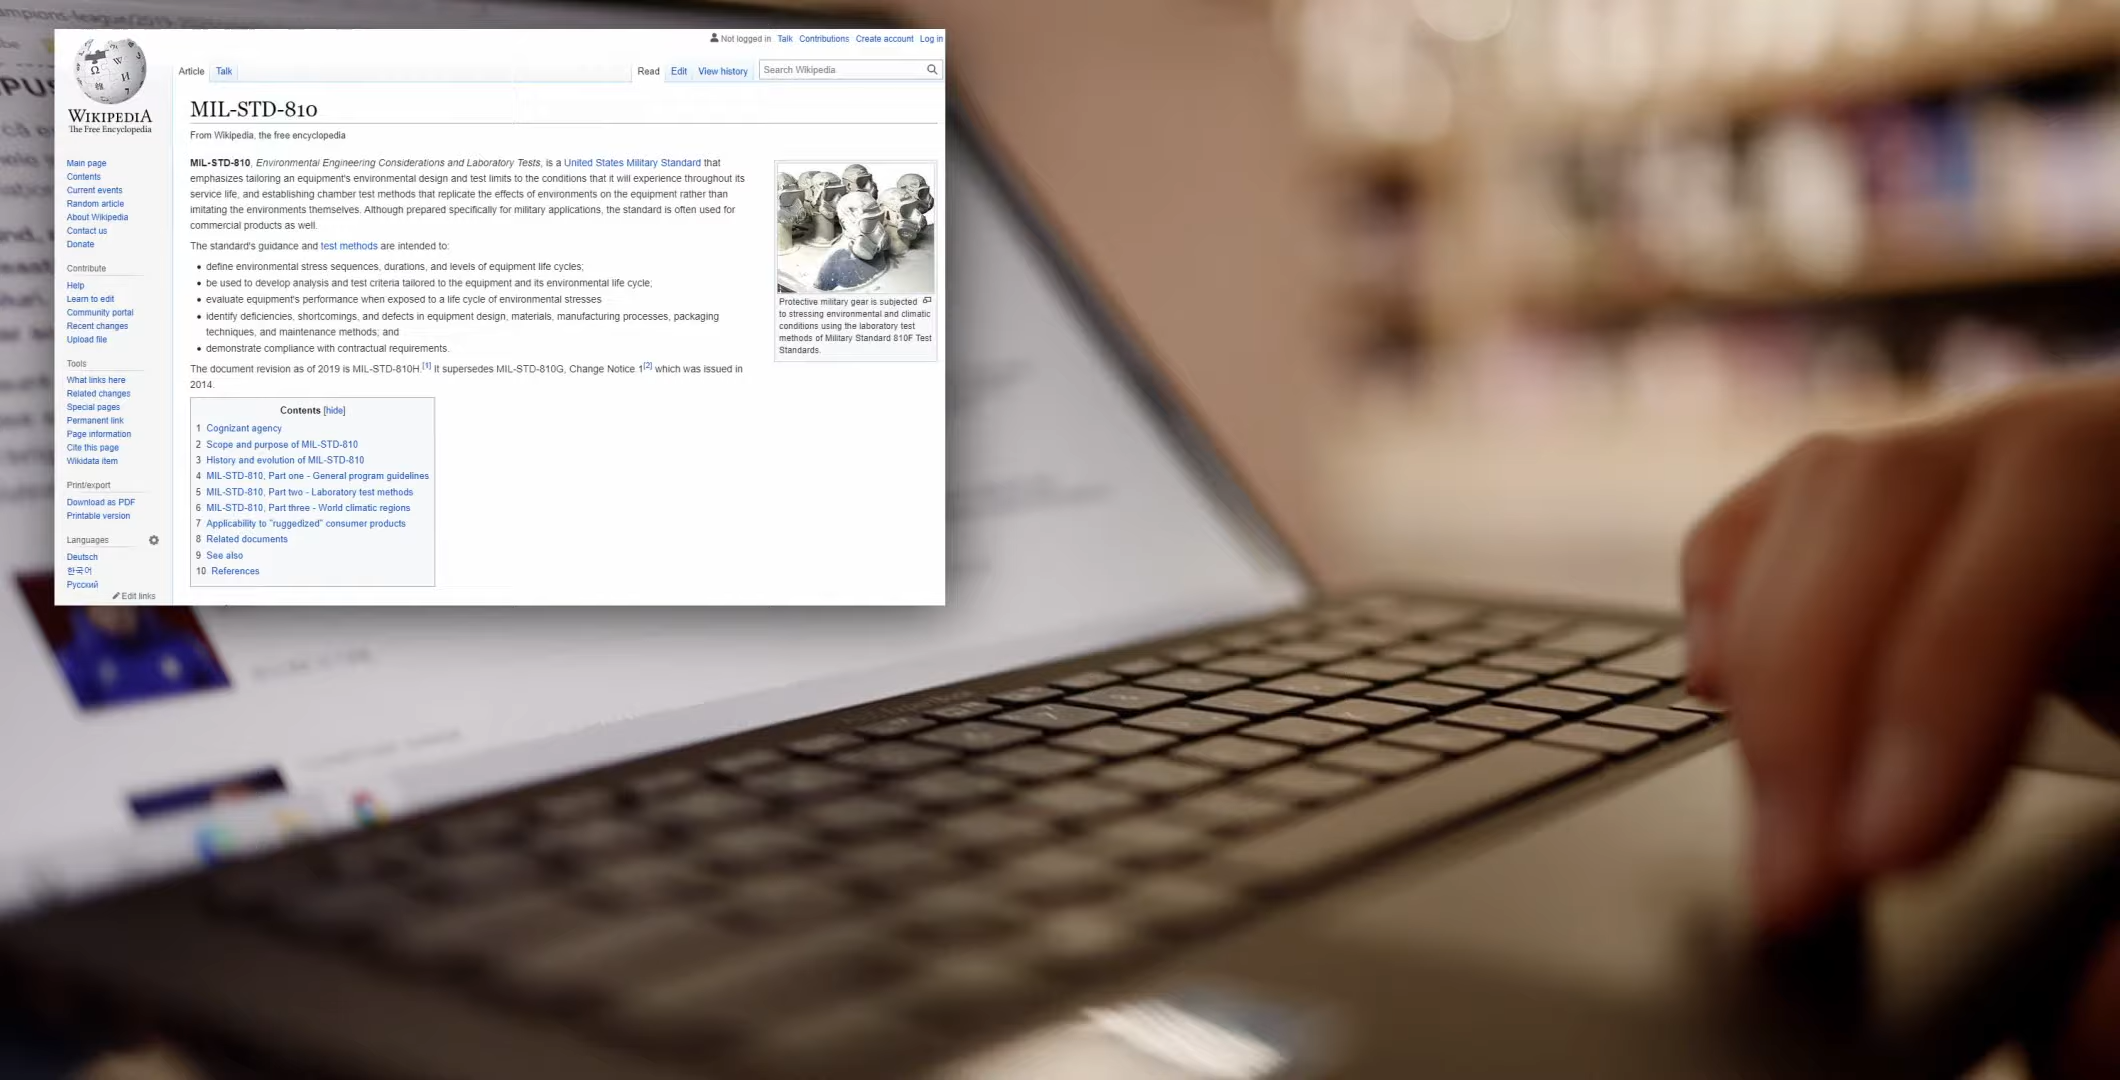 Not logged in Talk Contributions Create account Log in
Article Talk Read Edit View history Search Wikipedia
WIKIPEDIA
The Free Encyclopedia
MIL-STD-810
From Wikipedia, the free encyclopedia
Main page
Contents
Current events
Random article
About Wikipedia
Contact us
Donate
Contribute
Help
Learn to edit
Community portal
Recent changes
Upload file
Tools
What links here
Related changes
Special pages
Permanent link
Page information
Cite this page
Wikidata item
Print/export
Download as PDF
Printable version
Languages
Deutsch
한국어
Русский
Edit links
MIL-STD-810, Environmental Engineering Considerations and Laboratory Tests, is a United States Military Standard that
emphasizes tailoring an equipment's environmental design and test limits to the conditions that it will experience throughout its
service life, and establishing chamber test methods that replicate the effects of environments on the equipment rather than
imitating the environments themselves. Although prepared specifically for military applications, the standard is often used for
commercial products as well.
The standard's guidance and test methods are intended to:
• define environmental stress sequences, durations, and levels of equipment life cycles;
• be used to develop analysis and test criteria tailored to the equipment and its environmental life cycle;
• evaluate equipment's performance when exposed to a life cycle of environmental stresses
• identify deficiencies, shortcomings, and defects in equipment design, materials, manufacturing processes, packaging
techniques, and maintenance methods; and
• demonstrate compliance with contractual requirements.
The document revision as of 2019 is MIL-STD-810H.[1] It supersedes MIL-STD-810G, Change Notice 1[2] which was issued in
2014.
Protective military gear is subjected
to stressing environmental and climatic
conditions using the laboratory test
methods of Military Standard 810F Test
Standards.
Contents [hide]
1 Cognizant agency
2 Scope and purpose of MIL-STD-810
3 History and evolution of MIL-STD-810
4 MIL-STD-810, Part one - General program guidelines
5 MIL-STD-810, Part two - Laboratory test methods
6 MIL-STD-810, Part three - World climatic regions
7 Applicability to "ruggedized" consumer products
8 Related documents
9 See also
10 References